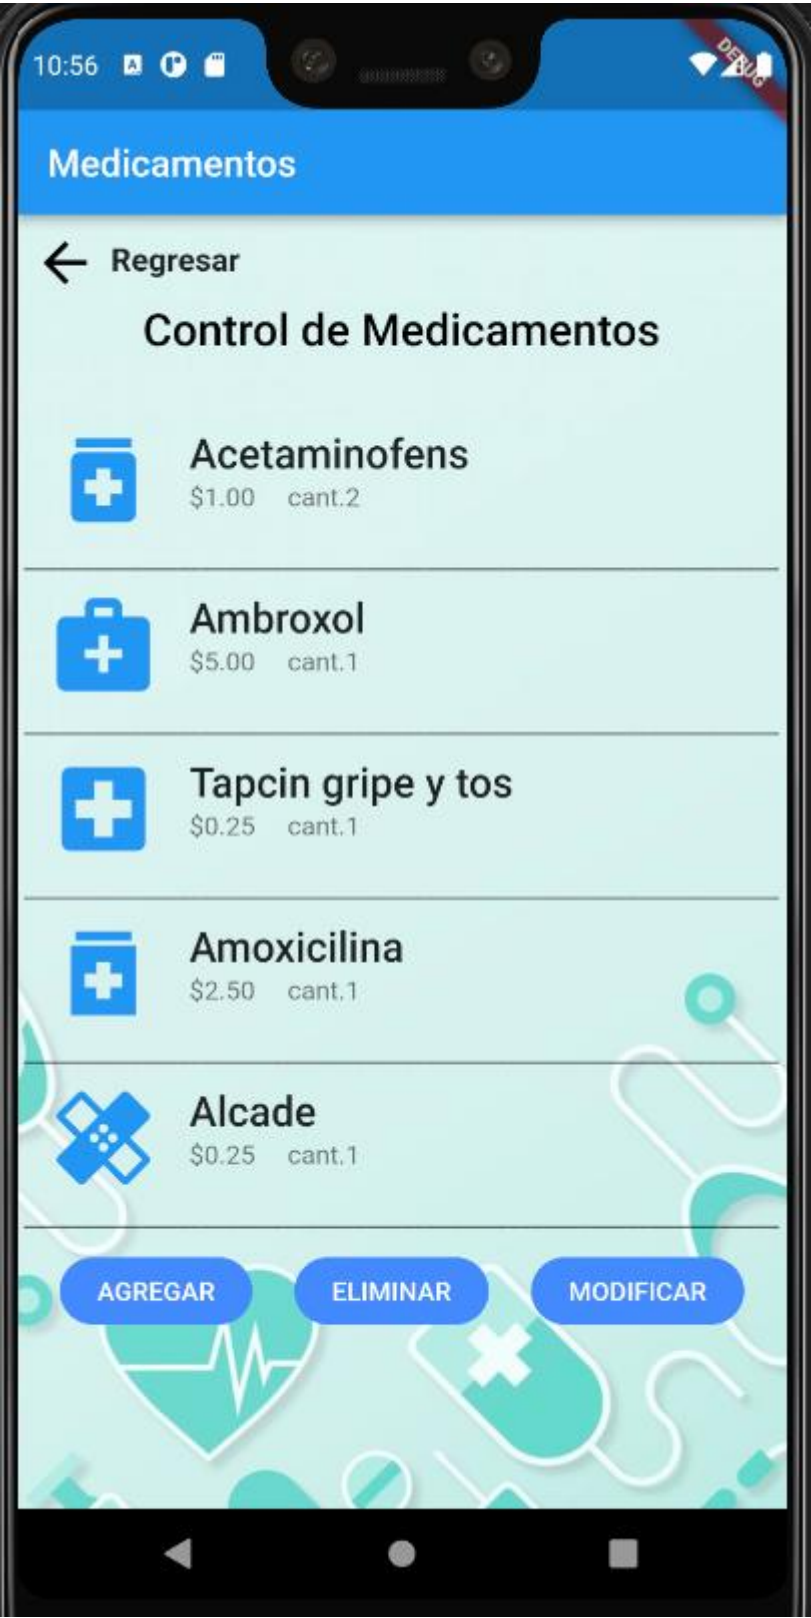 10:56
DEBUG
Medicamentos
Regresar
Control de Medicamentos
Acetaminofens
$1.00 cant.2
Ambroxol
$5.00 cant.1
Tapcin gripe y tos
$0.25 cant.1
Amoxicilina
$2.50 cant.1
Alcade
$0.25 cant.1
AGREGAR ELIMINAR MODIFICAR